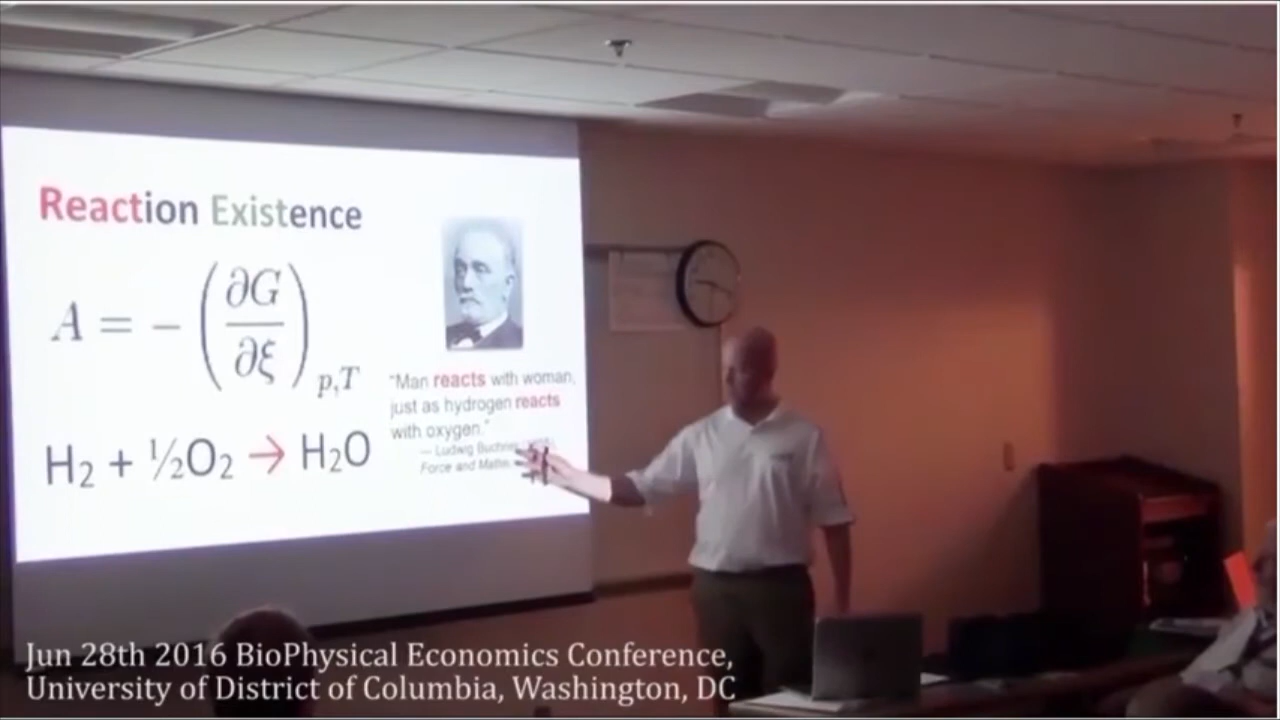 Reaction Existence
A = − (∂G/∂ξ)p,T
H₂ + ½O₂ → H₂O
"Man reacts with woman,
just as hydrogen reacts
with oxygen."
— Ludwig
Force and
Jun 28th 2016 BioPhysical Economics Conference,
University of District of Columbia, Washington, DC